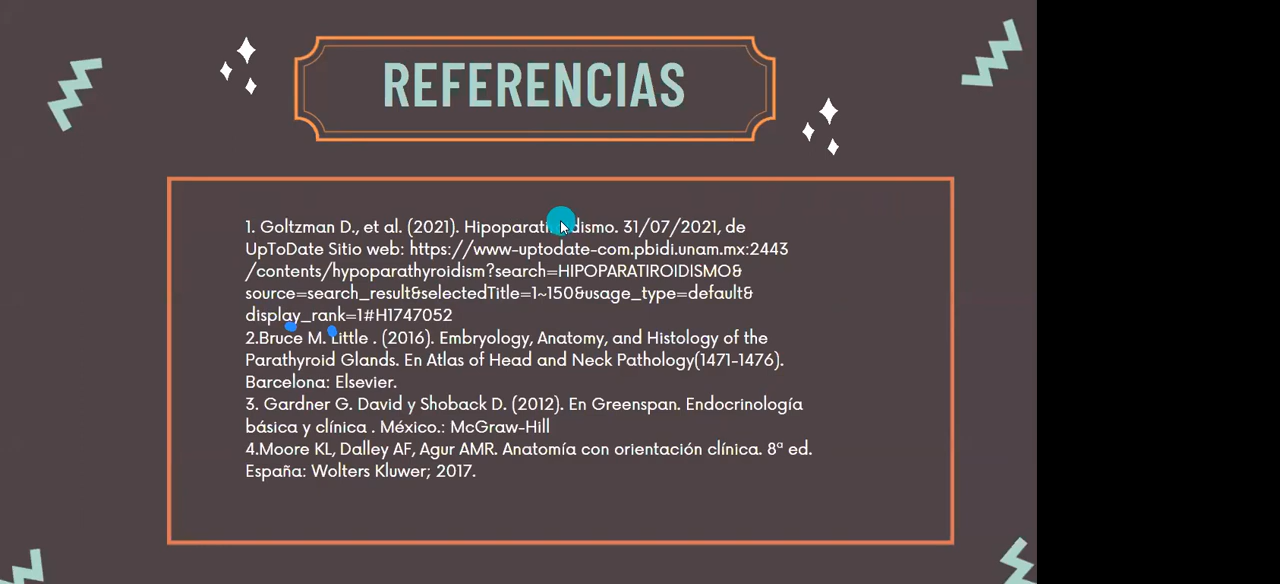 REFERENCIAS
1. Goltzman D., et al. (2021). 31/07/2021, de
UpToDate Sitio web: https://www-uptodate-com.pbidi.unam.mx:2443
/contents/hypoparathyroidism?search=HIPOPARATIROIDISMO&
source=search_result&selectedTitle=1~150&usage_type=default&
display_rank=1#H1747052
2.Bruce M. Little . (2016). Embryology, Anatomy, and Histology of the
Parathyroid Glands. En Atlas of Head and Neck Pathology(1471-1476).
Barcelona: Elsevier.
3. Gardner G. David y Shoback D. (2012). En Greenspan. Endocrinología
básica y clínica . México.: McGraw-Hill
4.Moore KL, Dalley AF, Agur AMR. Anatomía con orientación clínica. 8ª ed.
España: Wolters Kluwer; 2017.